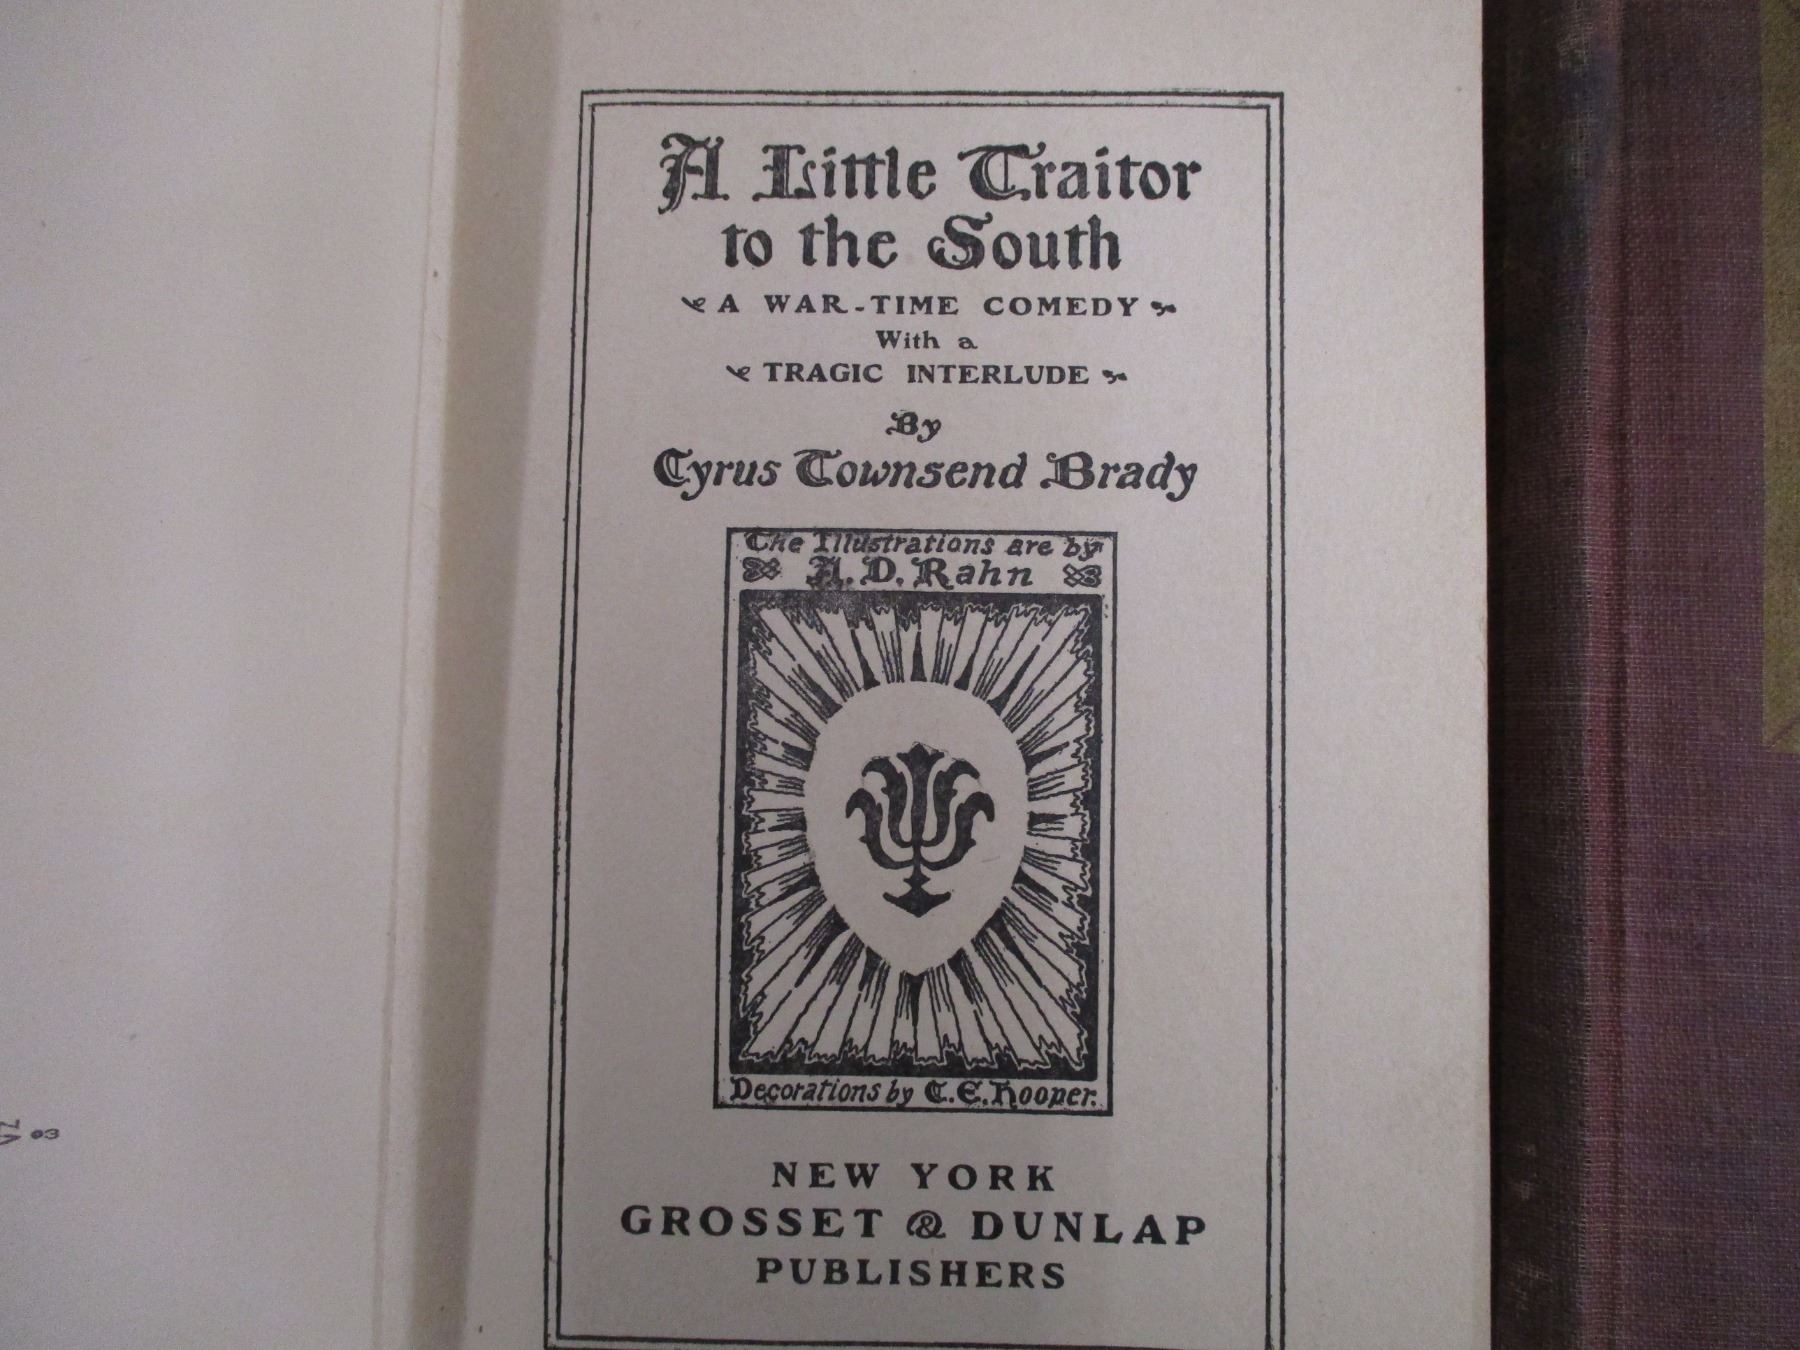 A Little Traitor
to the South
A WAR-TIME COMEDY
With a
TRAGIC INTERLUDE
By
Cyrus Townsend Brady
The Illustrations are by
A. D. Rahn
Decorations by C. E. Hooper.
NEW YORK
GROSSET & DUNLAP
PUBLISHERS